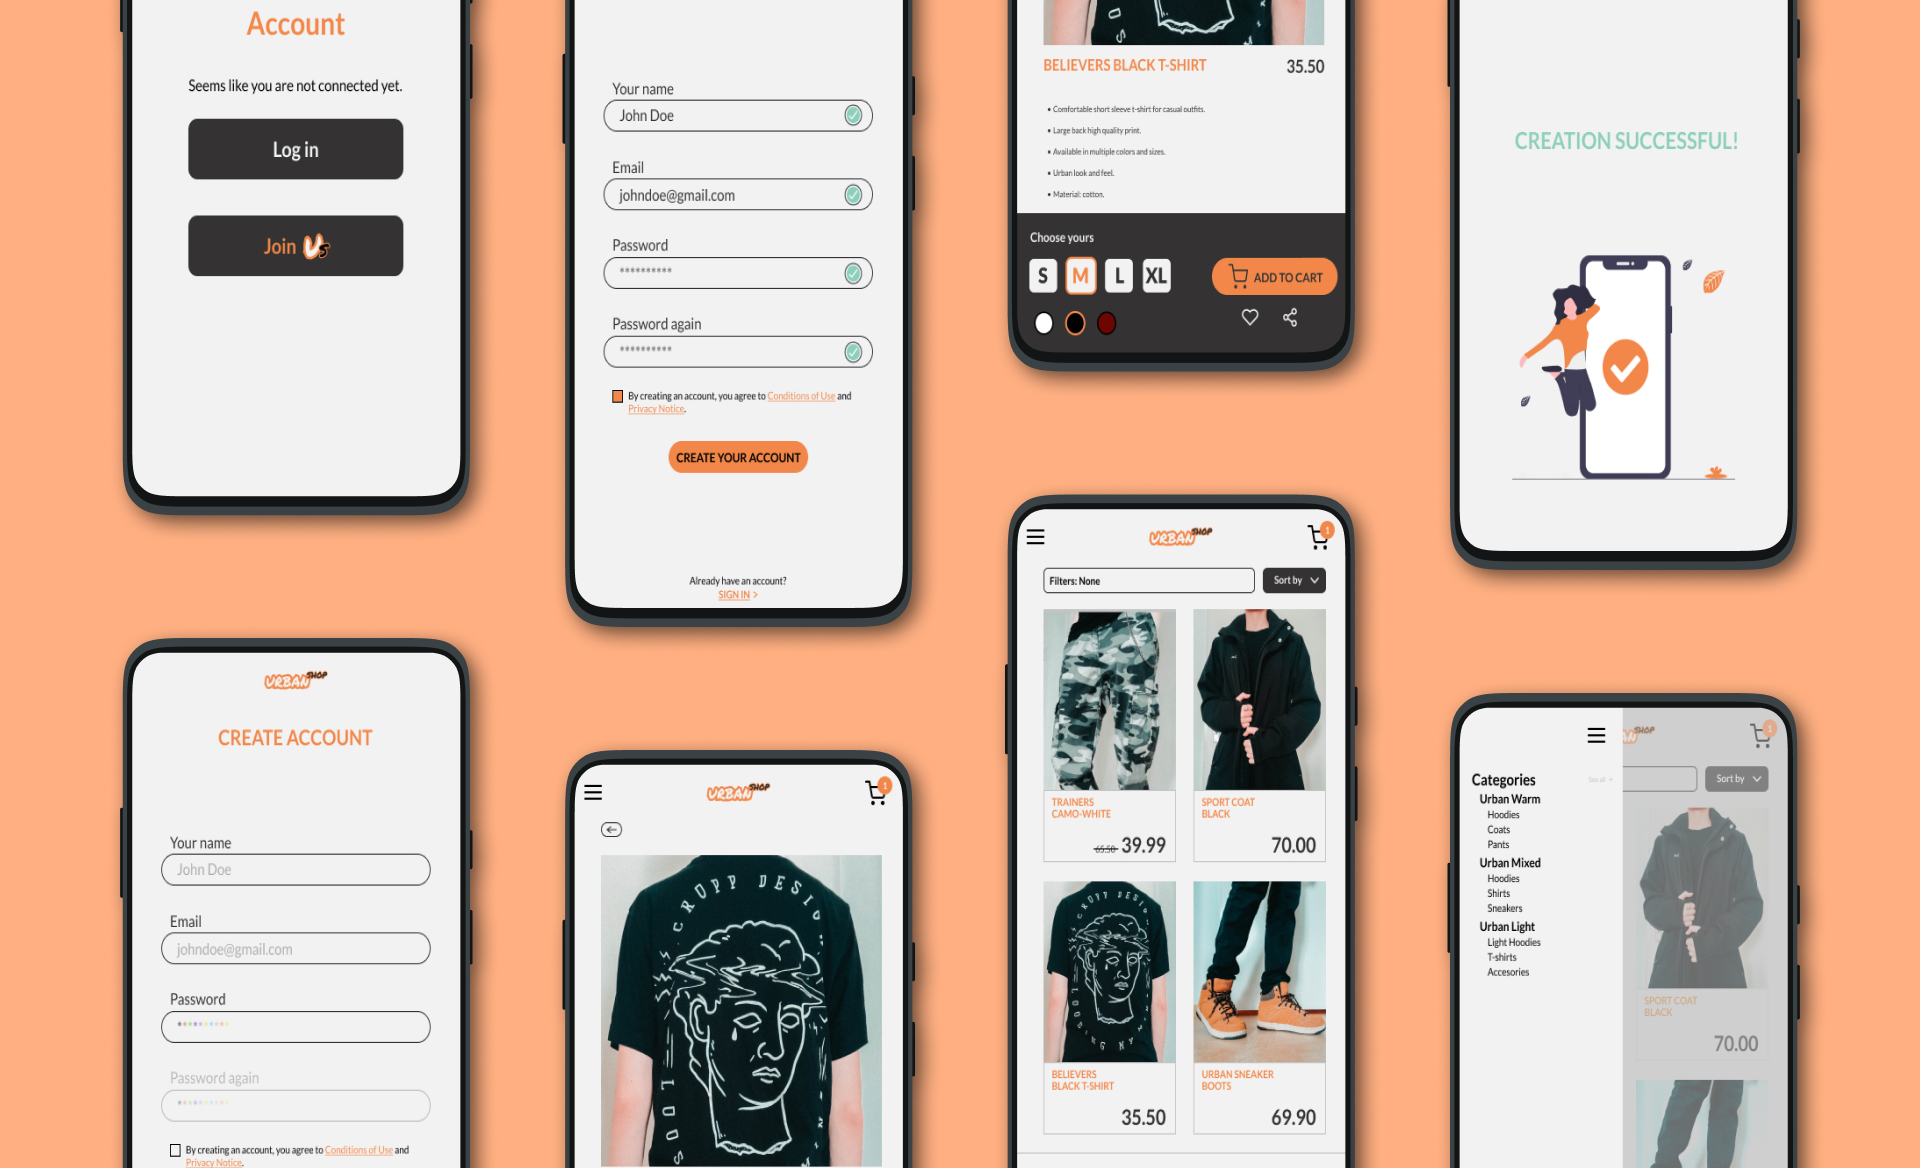 Account
Seems like you are not connected yet.
Log in
Join Us
URBAN SHOP
CREATE ACCOUNT
Your name
John Doe
Email
johndoe@gmail.com
Password
••••••••••
Password again
••••••••••
By creating an account, you agree to Conditions of Use and
Privacy Notice.
Your name
John Doe
Email
johndoe@gmail.com
Password
**********
Password again
**********
By creating an account, you agree to Conditions of Use and
Privacy Notice.
CREATE YOUR ACCOUNT
Already have an account?
SIGN IN >
URBAN SHOP
1
CROPP DESIG
BELIEVERS BLACK T-SHIRT 35.50
• Comfortable short sleeve t-shirt for casual outfits.
• Large back high quality print.
• Available in multiple colors and sizes.
• Urban look and feel.
• Material: cotton.
Choose yours
S M L XL
ADD TO CART
URBAN SHOP
1
Filters: None
Sort by
TRAINERS
CAMO-WHITE
65.50 39.99
SPORT COAT
BLACK
70.00
CROPP DESIG
BELIEVERS
BLACK T-SHIRT
35.50
URBAN SNEAKER
BOOTS
69.90
CREATION SUCCESSFUL!
AN SHOP
1
Categories
See all
Urban Warm
Hoodies
Coats
Pants
Urban Mixed
Hoodies
Shirts
Sneakers
Urban Light
Light Hoodies
T-shirts
Accesories
Sort by
SPORT COAT
BLACK
70.00